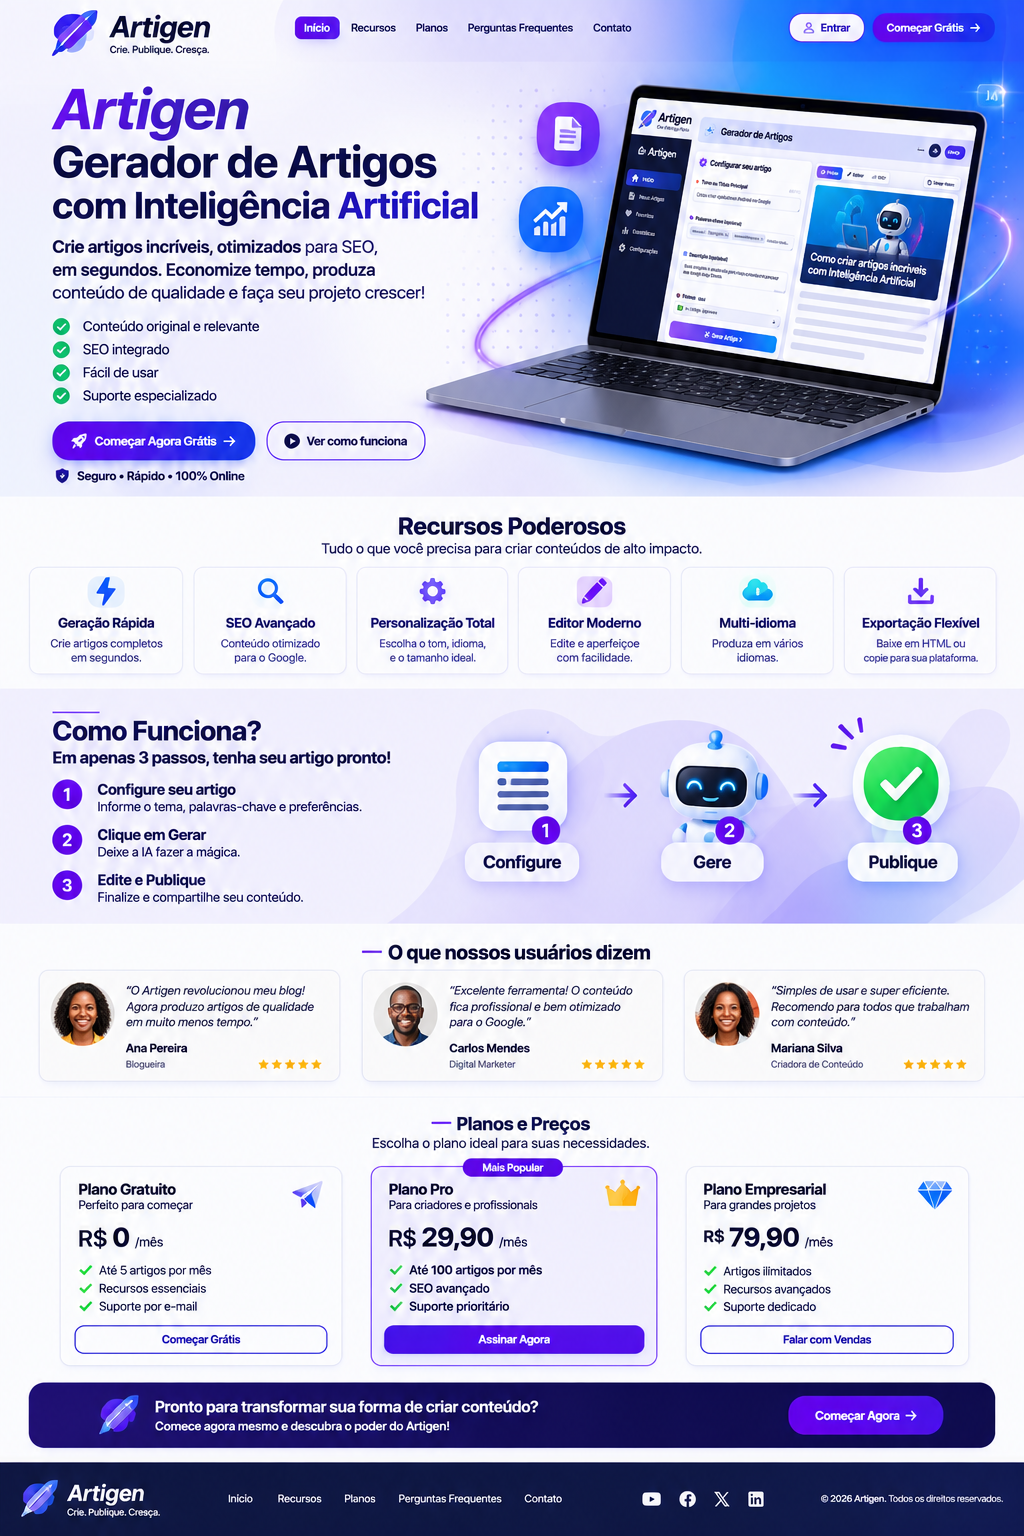 Artigen
Crie. Publique. Cresça.
Início
Recursos
Planos
Perguntas Frequentes
Contato
Entrar
Começar Grátis
Artigen
Gerador de Artigos
com Inteligência Artificial
Crie artigos incríveis, otimizados para SEO,
em segundos. Economize tempo, produza
conteúdo de qualidade e faça seu projeto crescer!
Conteúdo original e relevante
SEO integrado
Fácil de usar
Suporte especializado
Começar Agora Grátis
Ver como funciona
Seguro • Rápido • 100% Online
Artigen
Artigen
Gerador de Artigos
Configurar seu artigo
Configurações
Como criar artigos incríveis
com Inteligência Artificial
Recursos Poderosos
Tudo o que você precisa para criar conteúdos de alto impacto.
Geração Rápida
Crie artigos completos
em segundos.
SEO Avançado
Conteúdo otimizado
para o Google.
Personalização Total
Escolha o tom, idioma,
e o tamanho ideal.
Editor Moderno
Edite e aperfeiçoe
com facilidade.
Multi-idioma
Produza em vários
idiomas.
Exportação Flexível
Baixe em HTML ou
copie para sua plataforma.
Como Funciona?
Em apenas 3 passos, tenha seu artigo pronto!
1
Configure seu artigo
Informe o tema, palavras-chave e preferências.
2
Clique em Gerar
Deixe a IA fazer a mágica.
3
Edite e Publique
Finalize e compartilhe seu conteúdo.
1
Configure
2
Gere
3
Publique
O que nossos usuários dizem
“O Artigen revolucionou meu blog!
Agora produzo artigos de qualidade
em muito menos tempo.”
Ana Pereira
Blogueira
“Excelente ferramenta! O conteúdo
fica profissional e bem otimizado
para o Google.”
Carlos Mendes
Digital Marketer
“Simples de usar e super eficiente.
Recomendo para todos que trabalham
com conteúdo.”
Mariana Silva
Criadora de Conteúdo
Planos e Preços
Escolha o plano ideal para suas necessidades.
Plano Gratuito
Perfeito para começar
R$ 0 /mês
Até 5 artigos por mês
Recursos essenciais
Suporte por e-mail
Começar Grátis
Mais Popular
Plano Pro
Para criadores e profissionais
R$ 29,90 /mês
Até 100 artigos por mês
SEO avançado
Suporte prioritário
Assinar Agora
Plano Empresarial
Para grandes projetos
R$ 79,90 /mês
Artigos ilimitados
Recursos avançados
Suporte dedicado
Falar com Vendas
Pronto para transformar sua forma de criar conteúdo?
Comece agora mesmo e descubra o poder do Artigen!
Começar Agora
Artigen
Crie. Publique. Cresça.
Início
Recursos
Planos
Perguntas Frequentes
Contato
© 2026 Artigen. Todos os direitos reservados.